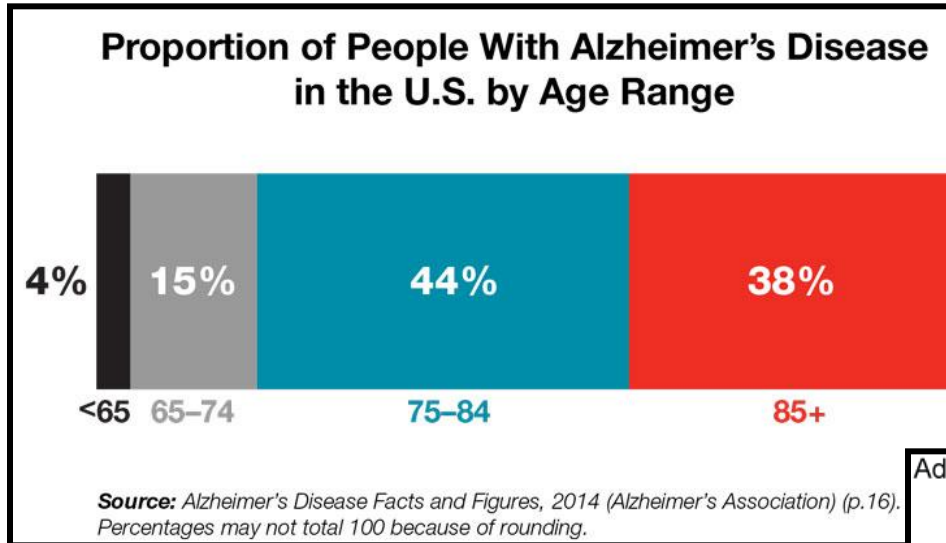 Proportion of People With Alzheimer’s Disease
in the U.S. by Age Range
4% 15% 44% 38%
<65 65–74 75–84 85+
Source: Alzheimer’s Disease Facts and Figures, 2014 (Alzheimer’s Association) (p.16).
Percentages may not total 100 because of rounding.
Ad